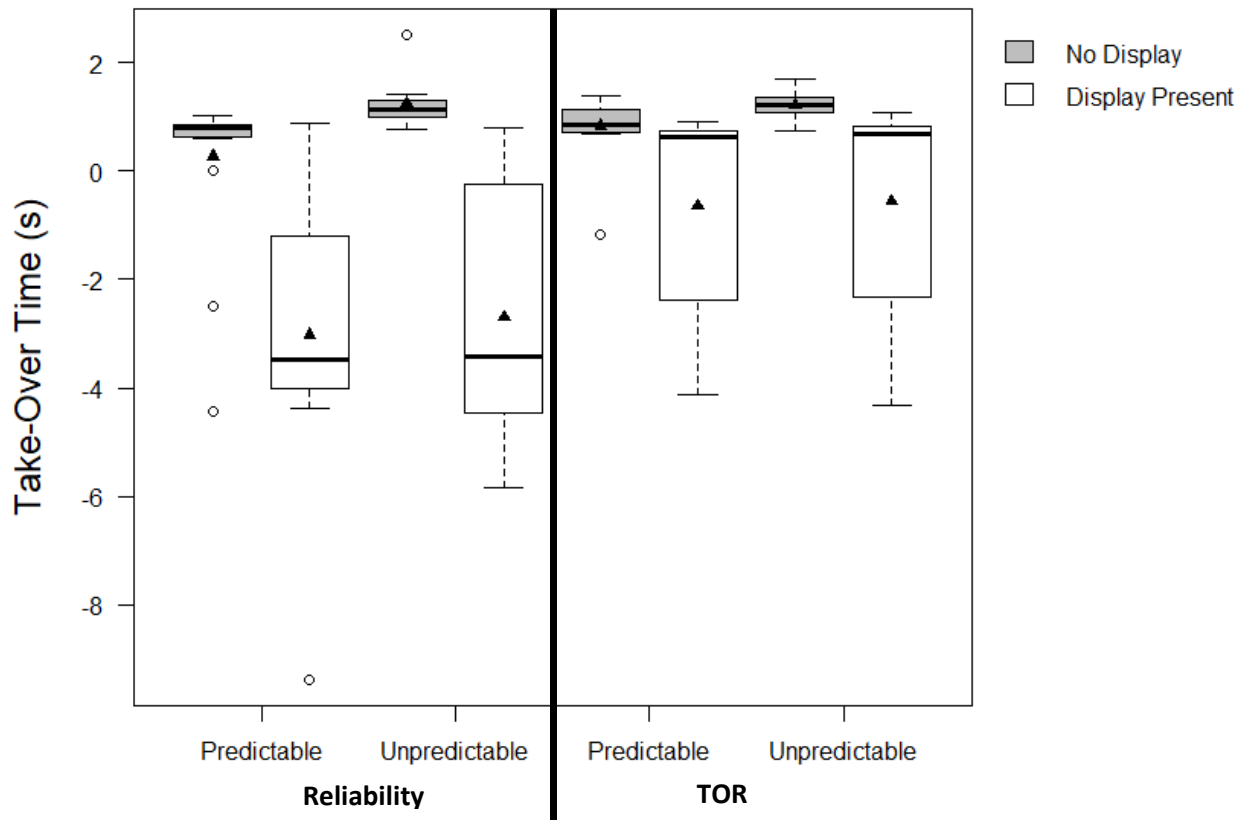 Take-Over Time (s)
2
0
-2
-4
-6
-8
No Display
Display Present
Predictable Unpredictable Predictable Unpredictable
Reliability TOR